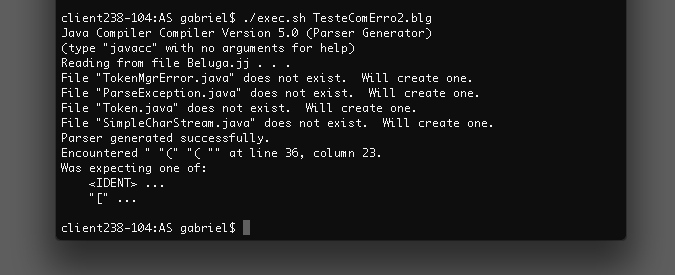 client238-104:AS gabriel$ ./exec.sh TesteComErro2.blg
Java Compiler Compiler Version 5.0 (Parser Generator)
(type "javacc" with no arguments for help)
Reading from file Beluga.jj . . .
File "TokenMgrError.java" does not exist.  Will create one.
File "ParseException.java" does not exist.  Will create one.
File "Token.java" does not exist.  Will create one.
File "SimpleCharStream.java" does not exist.  Will create one.
Parser generated successfully.
Encountered " "(" "( "" at line 36, column 23.
Was expecting one of:
    <IDENT> ...
    "[" ...
client238-104:AS gabriel$